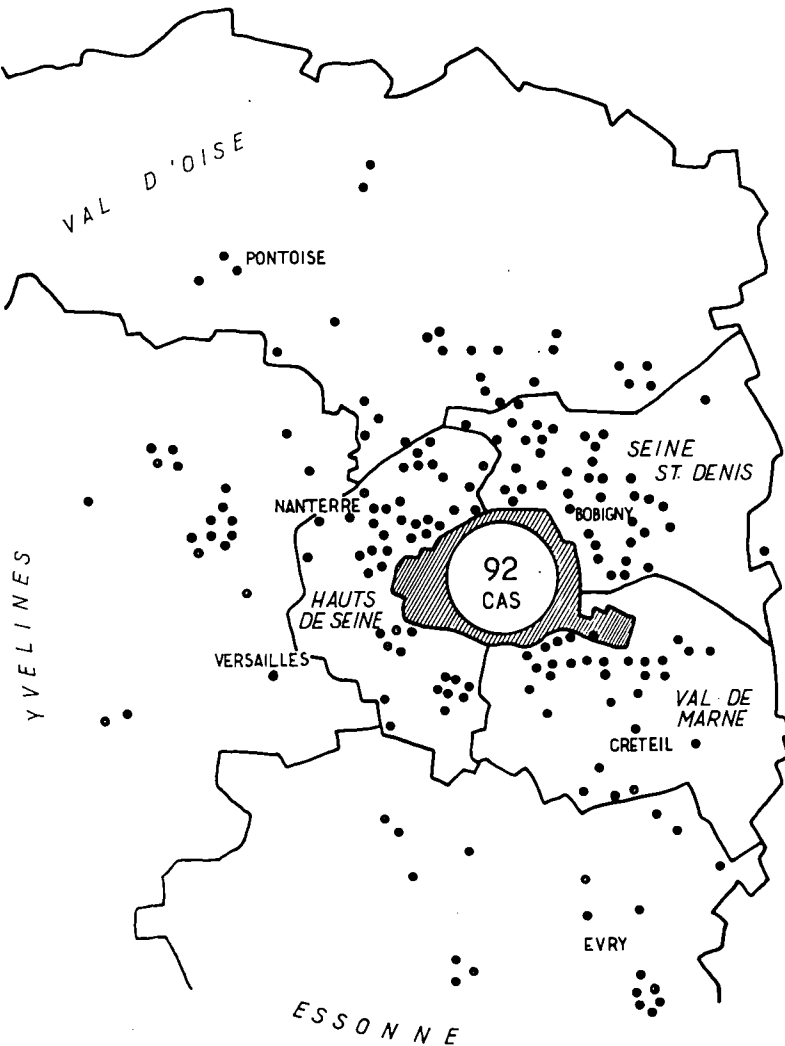 VAL D'OISE
PONTOISE
SEINE
ST. DENIS
NANTERRE
BOBIGNY
92
CAS
HAUTS
DE SEINE
YVELINES
VERSAILLES
VAL DE
MARNE
CRETEIL
EVRY
ESSONNE